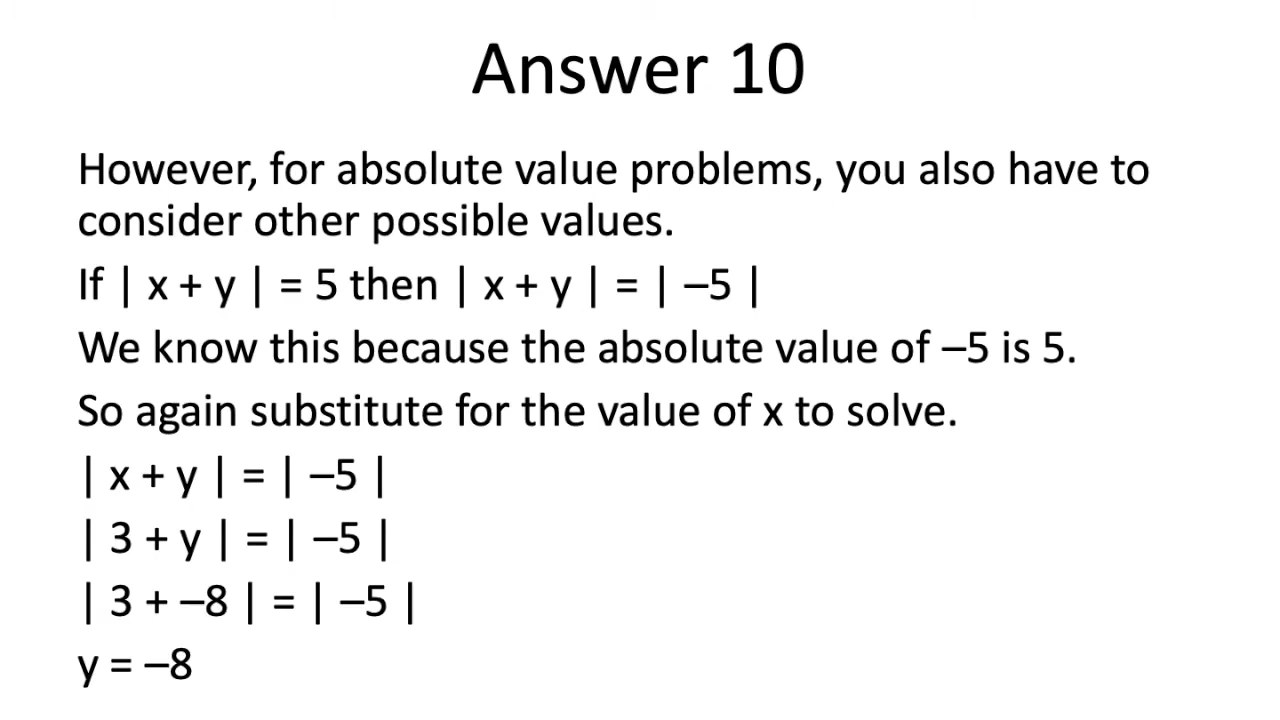 Answer 10
However, for absolute value problems, you also have to
consider other possible values.
If | x + y | = 5 then | x + y | = | –5 |
We know this because the absolute value of –5 is 5.
So again substitute for the value of x to solve.
| x + y | = | –5 |
| 3 + y | = | –5 |
| 3 + –8 | = | –5 |
y = –8